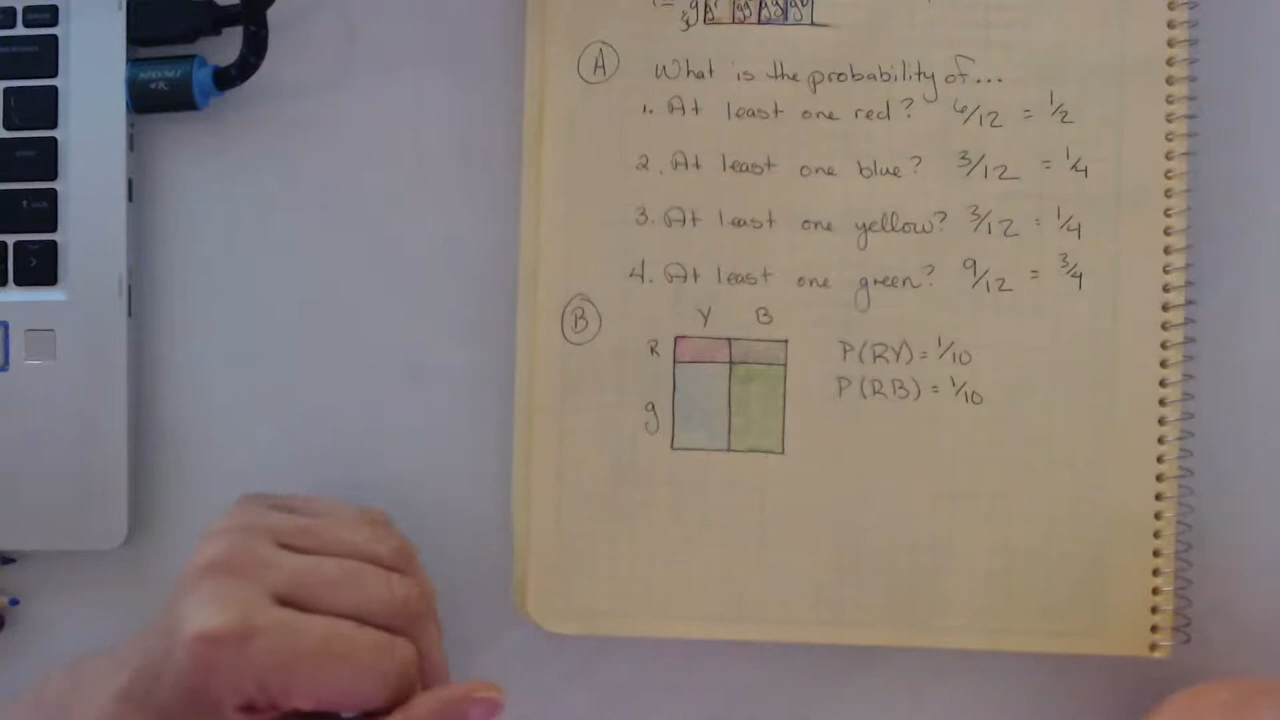 A
What is the probability of...
1. At least one red? 6/12 = 1/2
2. At least one blue? 3/12 = 1/4
3. At least one yellow? 3/12 = 1/4
4. At least one green? 9/12 = 3/4
B
Y B
R
g
P(RY) = 1/10
P(RB) = 1/10